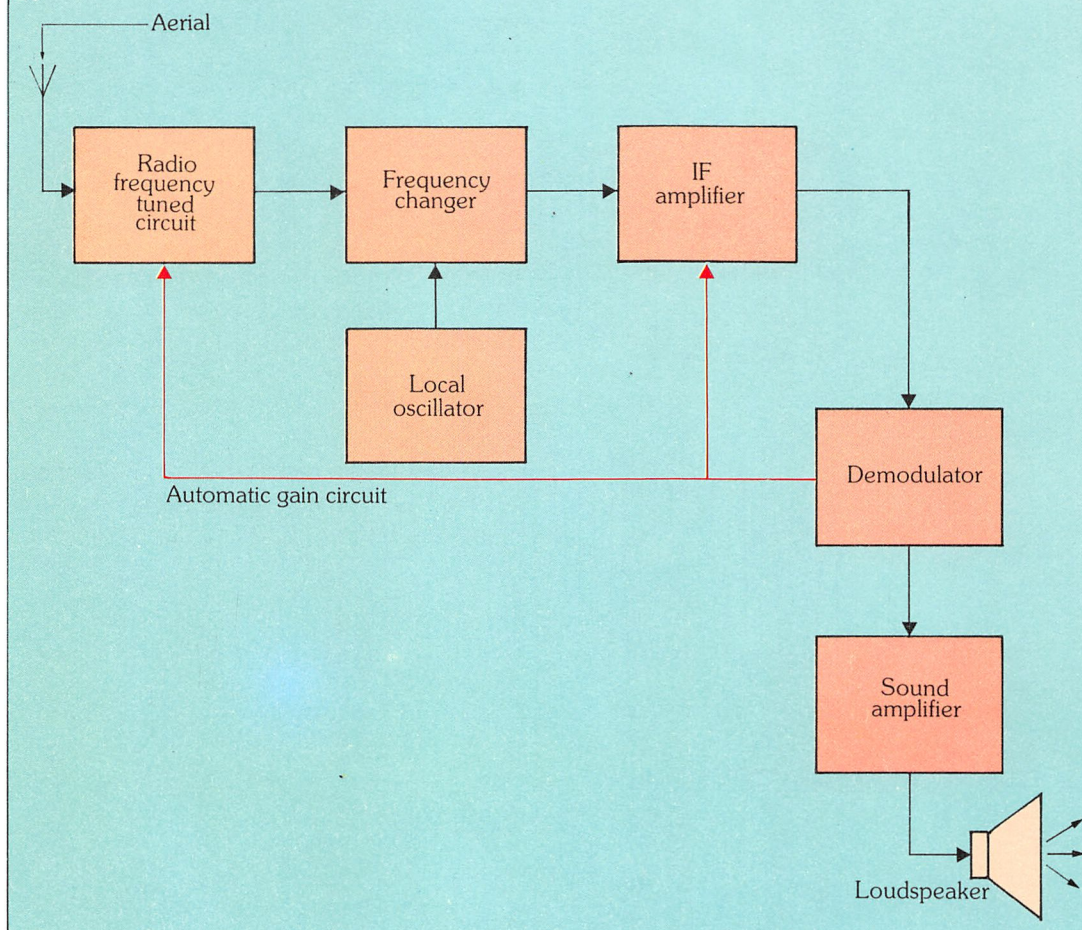 Aerial
Radio
frequency
tuned
circuit
Frequency
changer
IF
amplifier
Local
oscillator
Automatic gain circuit
Demodulator
Sound
amplifier
Loudspeaker